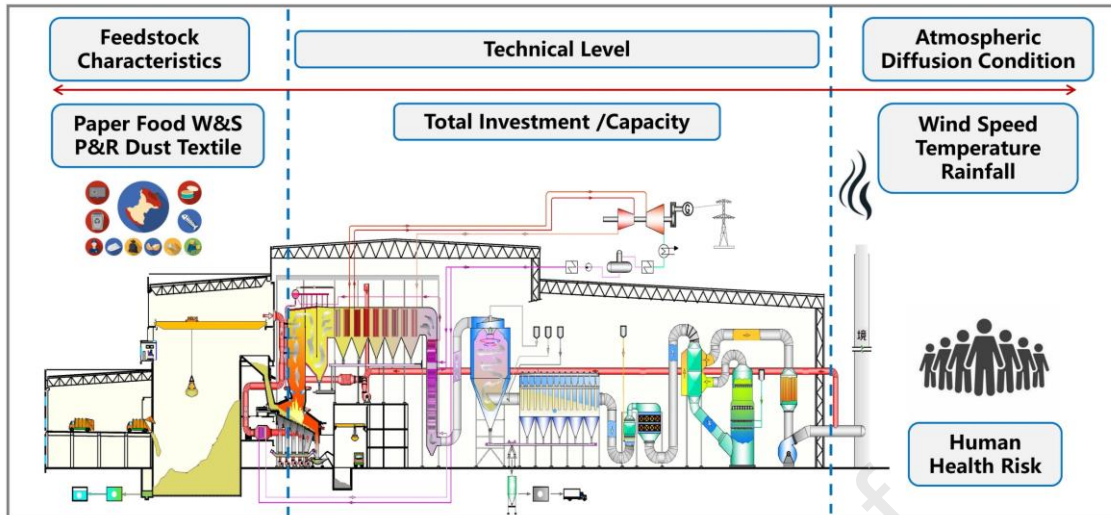 Feedstock
Characteristics
Technical Level
Atmospheric
Diffusion Condition
Paper Food W&S
P&R Dust Textile
Total Investment /Capacity
Wind Speed
Temperature
Rainfall
G
境
Human
Health Risk
f